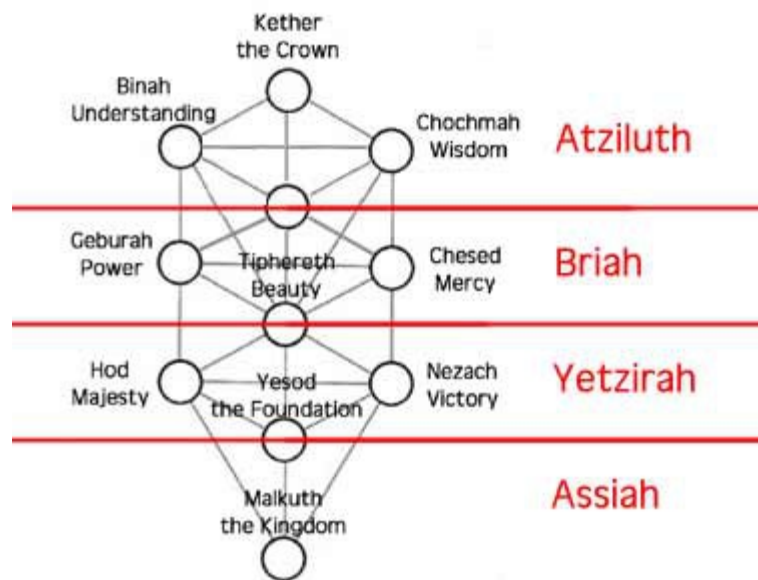 Kether
the Crown
Binah
Understanding
Chochmah
Wisdom
Atziluth
Geburah
Power
Tiphereth
Beauty
Chesed
Mercy
Briah
Hod
Majesty
Yesod
the Foundation
Nezach
Victory
Yetzirah
Malkuth
the Kingdom
Assiah